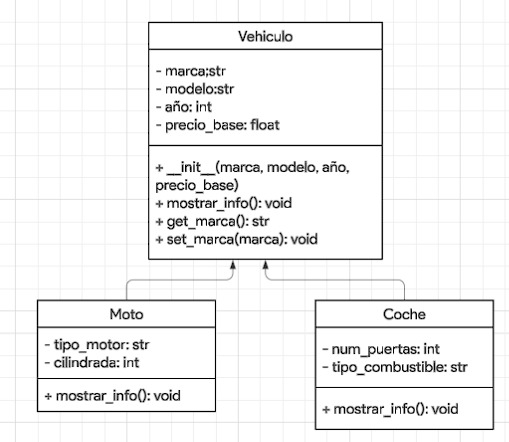 Vehiculo
- marca;str
- modelo:str
- año: int
- precio_base: float
+ __init__(marca, modelo, año,
precio_base)
+ mostrar_info(): void
+ get_marca(): str
+ set_marca(marca): void
Moto
- tipo_motor: str
- cilindrada: int
+ mostrar_info(): void
Coche
- num_puertas: int
- tipo_combustible: str
+ mostrar_info(): void